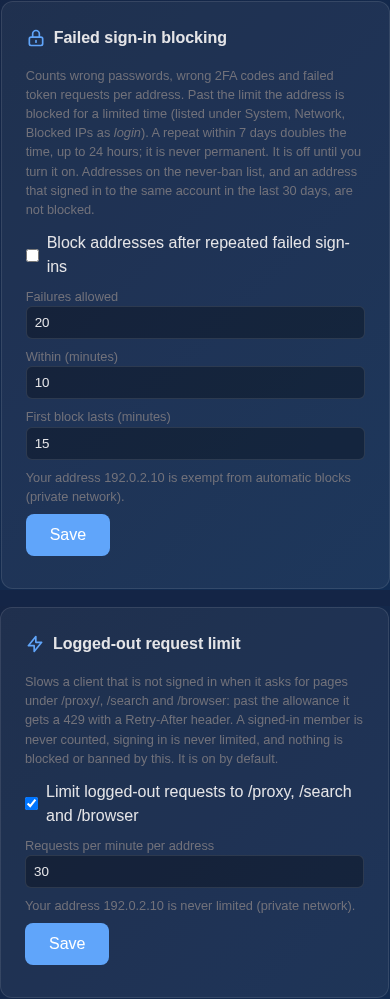 Failed sign-in blocking
Counts wrong passwords, wrong 2FA codes and failed
token requests per address. Past the limit the address is
blocked for a limited time (listed under System, Network,
Blocked IPs as login). A repeat within 7 days doubles the
time, up to 24 hours; it is never permanent. It is off until you
turn it on. Addresses on the never-ban list, and an address
that signed in to the same account in the last 30 days, are
not blocked.
Block addresses after repeated failed sign-
ins
Failures allowed
20
Within (minutes)
10
First block lasts (minutes)
15
Your address 192.0.2.10 is exempt from automatic blocks
(private network).
Save
Logged-out request limit
Slows a client that is not signed in when it asks for pages
under /proxy/, /search and /browser: past the allowance it
gets a 429 with a Retry-After header. A signed-in member is
never counted, signing in is never limited, and nothing is
blocked or banned by this. It is on by default.
Limit logged-out requests to /proxy, /search
and /browser
Requests per minute per address
30
Your address 192.0.2.10 is never limited (private network).
Save